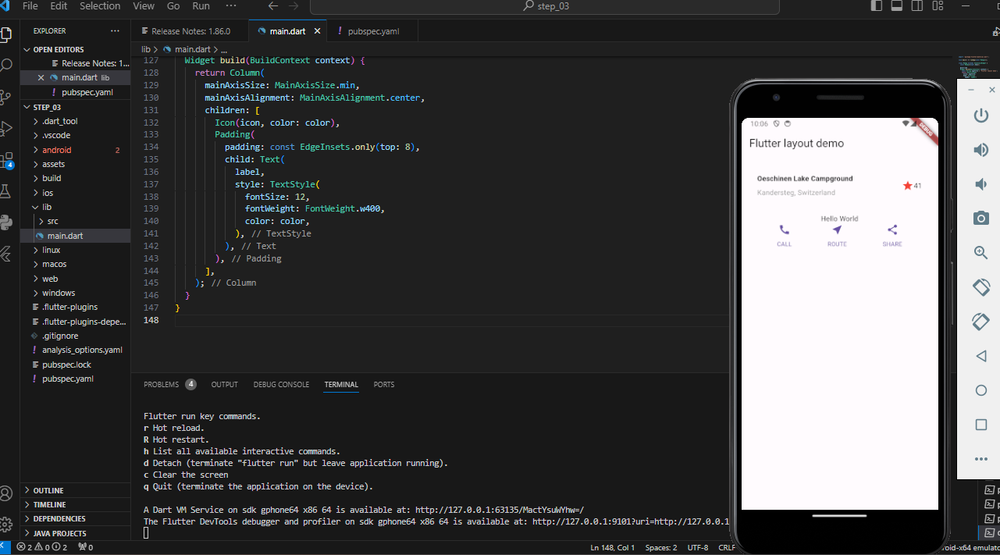 File Edit Selection View Go Run ··· step_03
EXPLORER ···
OPEN EDITORS
Release Notes: 1...
main.dart lib
pubspec.yaml
STEP_03
.dart_tool
.vscode
android 2
assets
build
ios
lib
src
main.dart
linux
macos
web
windows
.flutter-plugins
.flutter-plugins-depe...
.gitignore
analysis_options.yaml
pubspec.lock
pubspec.yaml
OUTLINE
TIMELINE
DEPENDENCIES
JAVA PROJECTS
4
Release Notes: 1.86.0 main.dart pubspec.yaml
lib > main.dart > ...
127 Widget build(BuildContext context) {
128 return Column(
129 mainAxisSize: MainAxisSize.min,
130 mainAxisAlignment: MainAxisAlignment.center,
131 children: [
132 Icon(icon, color: color),
133 Padding(
134 padding: const EdgeInsets.only(top: 8),
135 child: Text(
136 label,
137 style: TextStyle(
138 fontSize: 12,
139 fontWeight: FontWeight.w400,
140 color: color,
141 ), // TextStyle
142 ), // Text
143 ), // Padding
144 ],
145 ); // Column
146 }
147 }
148
PROBLEMS 4 OUTPUT DEBUG CONSOLE TERMINAL PORTS
Flutter run key commands.
r Hot reload.
R Hot restart.
h List all available interactive commands.
d Detach (terminate "flutter run" but leave application running).
c Clear the screen
q Quit (terminate the application on the device).
A Dart VM Service on sdk gphone64 x86 64 is available at: http://127.0.0.1:63135/MactYsuWYhw=/
The Flutter DevTools debugger and profiler on sdk gphone64 x86 64 is available at: http://127.0.0.1:9101?uri=http://127.0.0.1
2 0 2 0 Ln 148, Col 1 Spaces: 2 UTF-8 CRLF roid-x64 emulato
10:06
DEBUG
Flutter layout demo
Oeschinen Lake Campground
Kandersteg, Switzerland
41
Hello World
CALL ROUTE SHARE